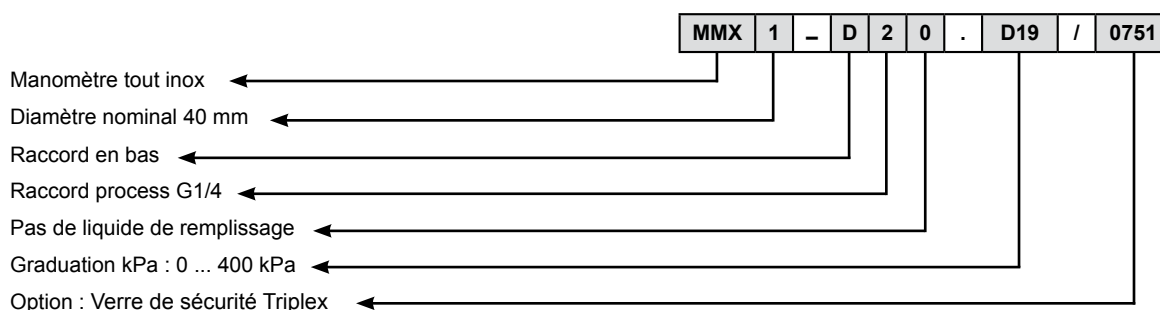 MMX 1 – D 2 0 . D19 / 0751
Manomètre tout inox
Diamètre nominal 40 mm
Raccord en bas
Raccord process G1/4
Pas de liquide de remplissage
Graduation kPa : 0 ... 400 kPa
Option : Verre de sécurité Triplex